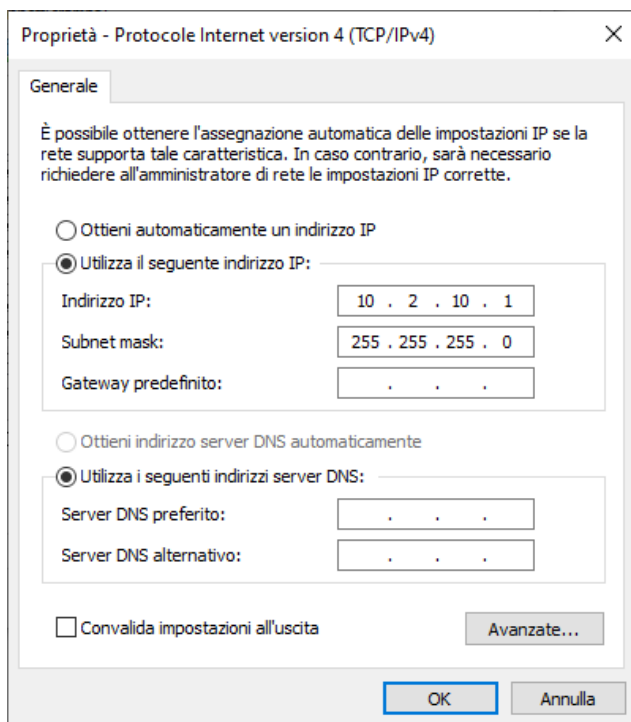 Proprietà - Protocole Internet version 4 (TCP/IPv4)
Generale
È possibile ottenere l'assegnazione automatica delle impostazioni IP se la
rete supporta tale caratteristica. In caso contrario, sarà necessario
richiedere all'amministratore di rete le impostazioni IP corrette.
Ottieni automaticamente un indirizzo IP
Utilizza il seguente indirizzo IP:
Indirizzo IP: 10 . 2 . 10 . 1
Subnet mask: 255 . 255 . 255 . 0
Gateway predefinito: . . .
Ottieni indirizzo server DNS automaticamente
Utilizza i seguenti indirizzi server DNS:
Server DNS preferito: . . .
Server DNS alternativo: . . .
Convalida impostazioni all'uscita
Avanzate...
OK Annulla